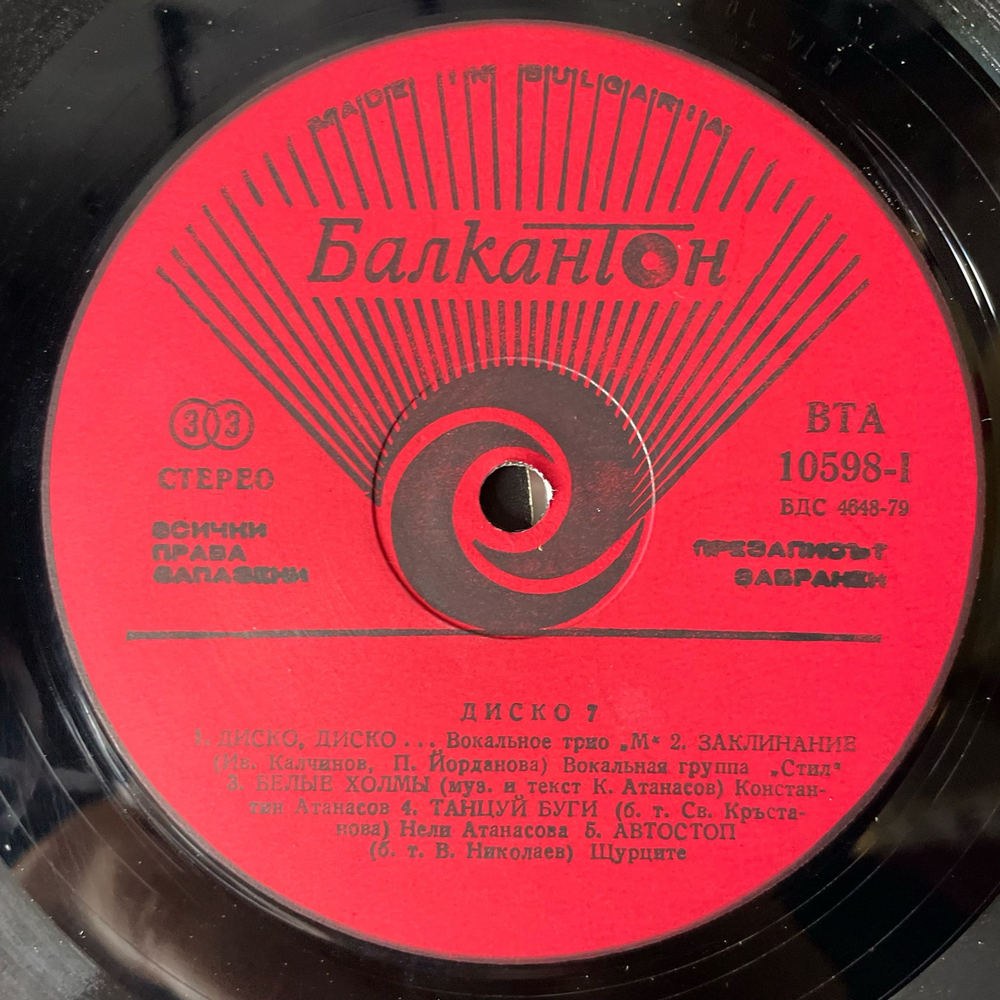 MADE IN BULGARIA
Балкантон
33
СТЕРЕО
ВСИЧКИ
ПРАВА
ЗАПАЗЕНИ
ВТА
10598-I
БДС 4648-79
ПРЕЗАПИСЪТ
ЗАБРАНЕН
ДИСКО 7
1. ДИСКО, ДИСКО ... Вокальное трио „М“ 2. ЗАКЛИНАНИЕ
(Ив. Калчинов, П. Йорданова) Вокальная группа „Стил“
3. БЕЛЫЕ ХОЛМЫ (муз. и текст К. Атанасов) Констан-
тин Атанасов 4. ТАНЦУЙ БУГИ (б. т. Св. Кръста-
нова) Нели Атанасова 5. АВТОСТОП
(б. т. В. Николаев) Щурците